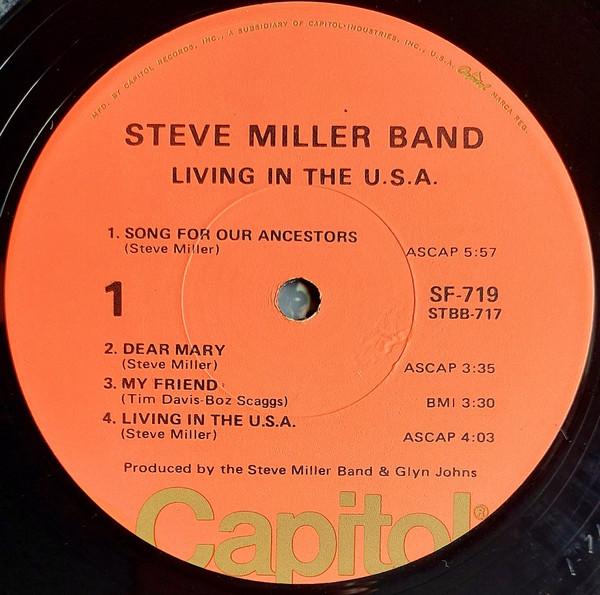 MFD. BY CAPITOL RECORDS, INC., A SUBSIDIARY OF CAPITOL INDUSTRIES, INC., U.S.A. Capitol MARCA REG.
STEVE MILLER BAND
LIVING IN THE U.S.A.
1. SONG FOR OUR ANCESTORS
(Steve Miller) ASCAP 5:57
1 SF-719
STBB-717
2. DEAR MARY
(Steve Miller) ASCAP 3:35
3. MY FRIEND
(Tim Davis-Boz Scaggs) BMI 3:30
4. LIVING IN THE U.S.A.
(Steve Miller) ASCAP 4:03
Produced by the Steve Miller Band & Glyn Johns
Capitol®